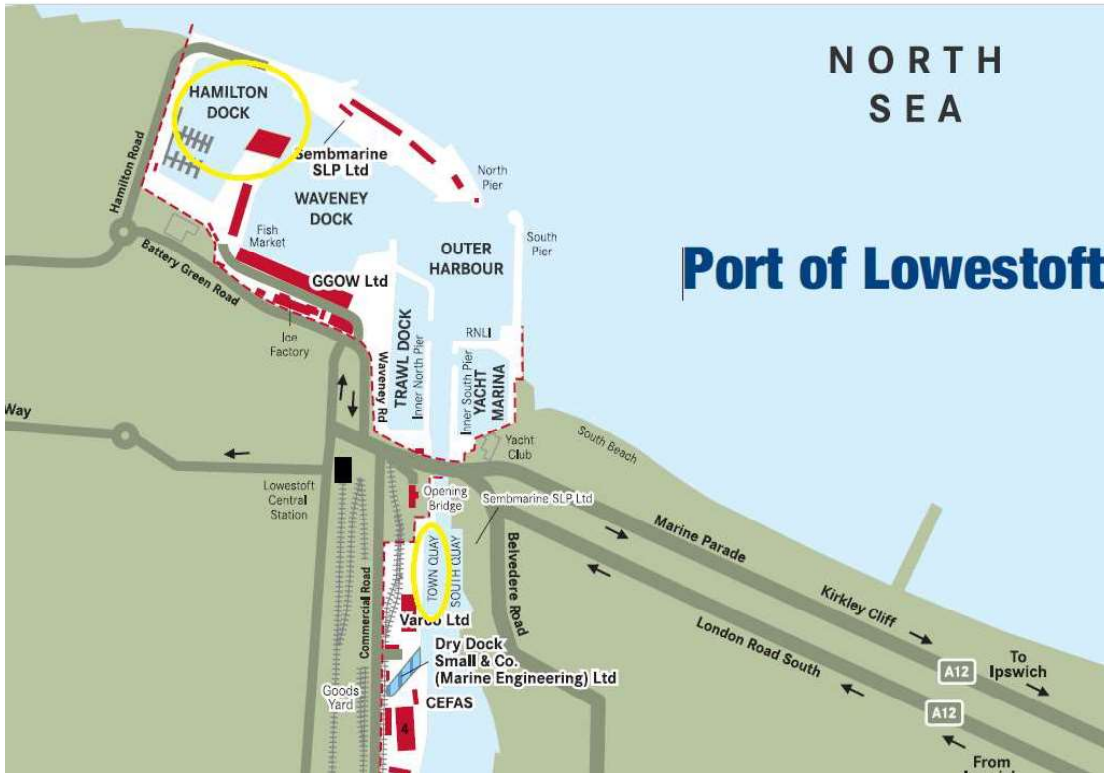 NORTH
SEA
HAMILTON
DOCK
Sembmarine
SLP Ltd
North
Pier
WAVENEY
DOCK
Hamilton Road
Fish
Market
OUTER
HARBOUR
South
Pier
Port of Lowestoft
Battery Green Road
GGOW Ltd
Ice
Factory
Waveney Rd
TRAWL DOCK
Inner North Pier
RNLI
Inner South Pier
YACHT
MARINA
Way
Yacht
Club
South Beach
Lowestoft
Central
Station
Opening
Bridge
Sembmarine SLP Ltd
Marine Parade
TOWN QUAY
SOUTH QUAY
Belvedere Road
Commercial Road
Kirkley Cliff
Varco Ltd
London Road South
Dry Dock
Small & Co.
(Marine Engineering) Ltd
To
Ipswich
A12
Goods
Yard
CEFAS
4
A12
From